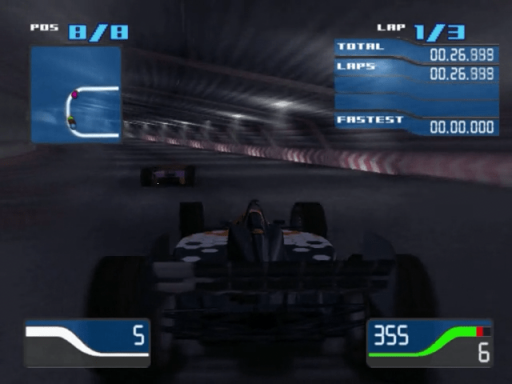 POS 8/8
LAP 1/3
TOTAL
00.26.999
LAPS
00.26.999
FASTEST
00.00.000
5
355
6